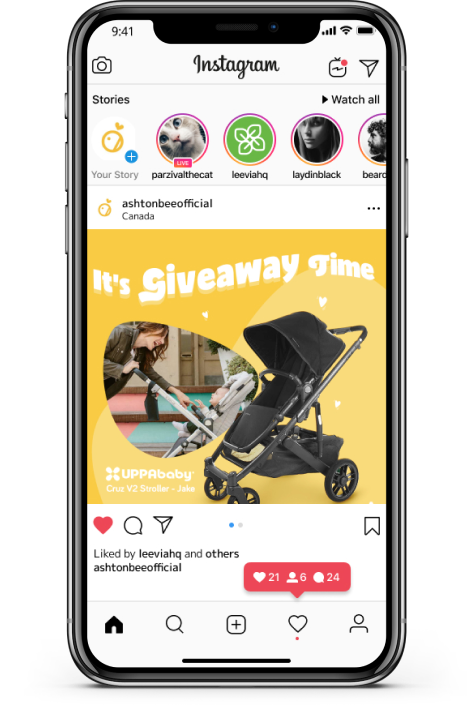 9:41
Instagram
Stories
Watch all
LIVE
Your Story
parzivalthecat
leeviahq
laydinblack
beard
ashtonbeeofficial
Canada
It's Giveaway Time
UPPAbaby
Cruz V2 Stroller - Jake
Liked by leeviahq and others
ashtonbeeofficial
21 6 24